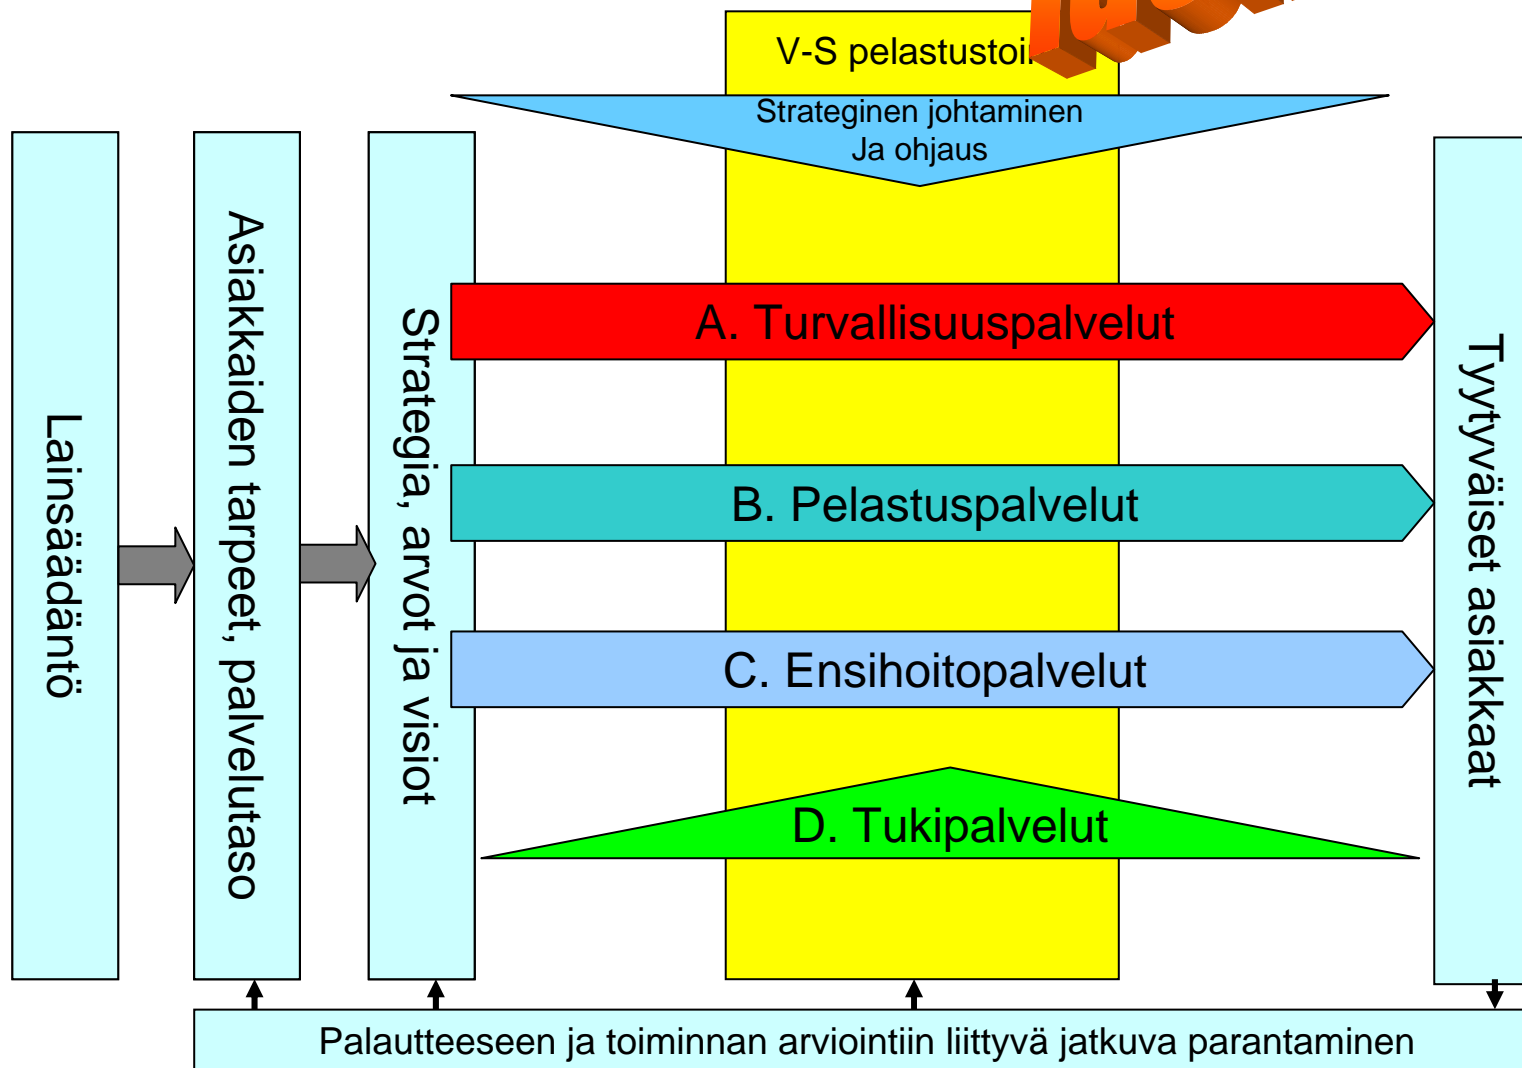 V-S pelastustoi
Strateginen johtaminen
Ja ohjaus
Lainsäädäntö
Asiakkaiden tarpeet, palvelutaso
Strategia, arvot ja visiot
A. Turvallisuuspalvelut
B. Pelastuspalvelut
C. Ensihoitopalvelut
D. Tukipalvelut
Tyytyväiset asiakkaat
Palautteeseen ja toiminnan arviointiin liittyvä jatkuva parantaminen